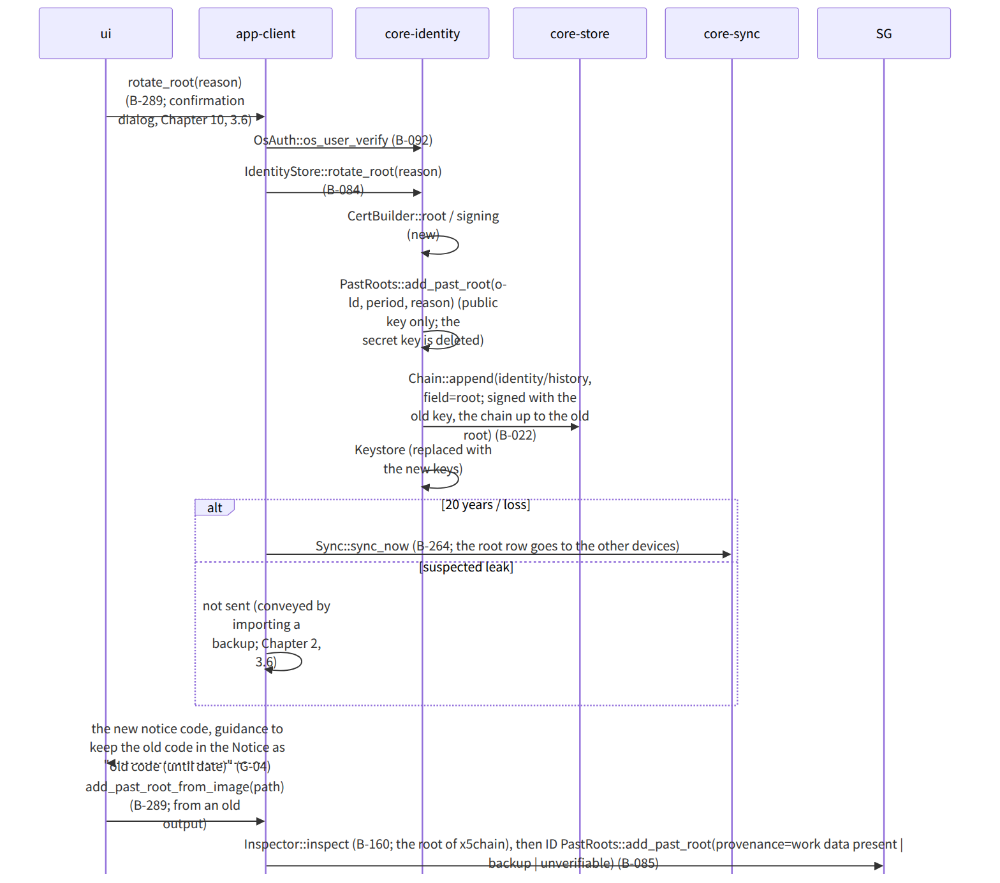 ui
app-client
core-identity
core-store
core-sync
SG
rotate_root(reason)
(B-289; confirmation
dialog, Chapter 10, 3.6)
OsAuth::os_user_verify (B-092)
IdentityStore::rotate_root(reason)
(B-084)
CertBuilder::root / signing
(new)
PastRoots::add_past_root(o-
ld, period, reason) (public
key only; the
secret key is deleted)
Chain::append(identity/history,
field=root; signed with the
old key, the chain up to the old
root) (B-022)
Keystore (replaced with
the new keys)
alt
[20 years / loss]
Sync::sync_now (B-264; the root row goes to the other devices)
[suspected leak]
not sent (conveyed by
importing a
backup; Chapter 2,
3.6)
the new notice code, guidance to
keep the old code in the Notice as
"old code (until date)" (G-04)
add_past_root_from_image(path)
(B-289; from an old
output)
Inspector::inspect (B-160; the root of x5chain), then ID PastRoots::add_past_root(provenance=work data present |
backup | unverifiable) (B-085)